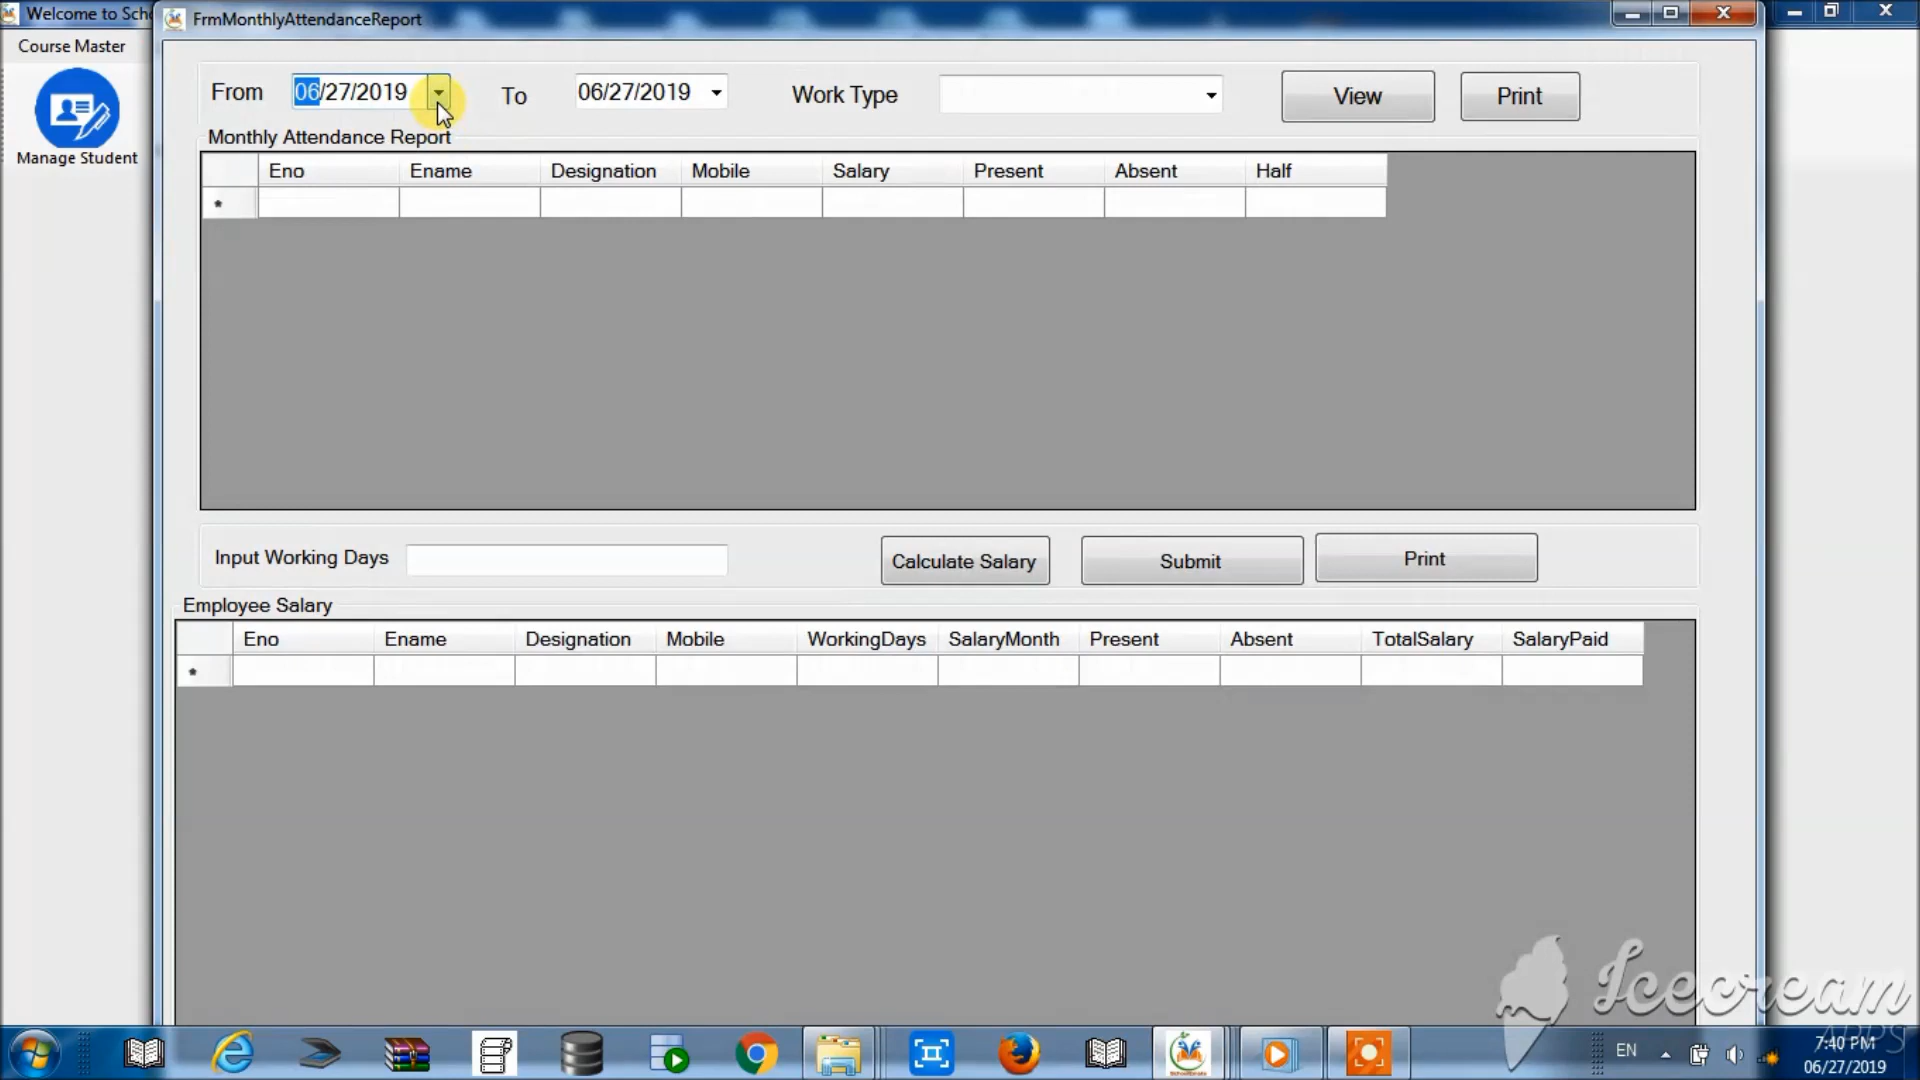 Welcome to Sch
FrmMonthlyAttendanceReport
Course Master
Manage Student
From 06/27/2019 To 06/27/2019 Work Type View Print
Monthly Attendance Report
Eno Ename Designation Mobile Salary Present Absent Half
*
Input Working Days Calculate Salary Submit Print
Employee Salary
Eno Ename Designation Mobile WorkingDays SalaryMonth Present Absent TotalSalary SalaryPaid
*
Icecream
APPS
EN 7:40 PM
06/27/2019